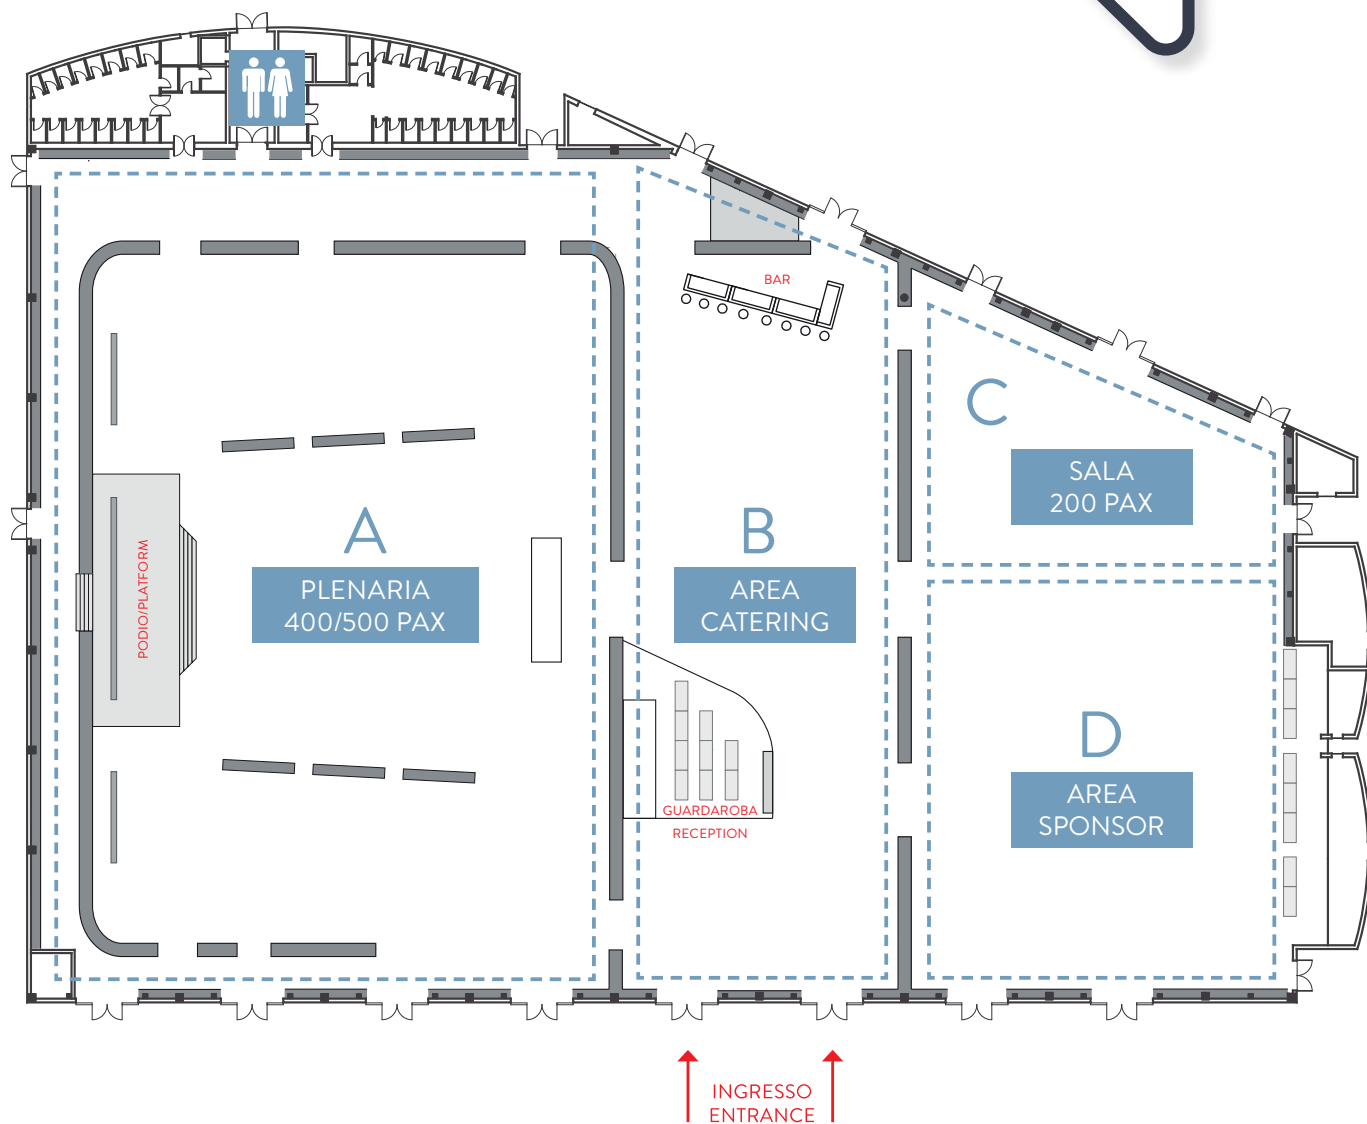 BAR
C
SALA
200 PAX
A
PLENARIA
400/500 PAX
PODIO/PLATFORM
B
AREA
CATERING
D
AREA
SPONSOR
GUARDAROBA
RECEPTION
INGRESSO
ENTRANCE